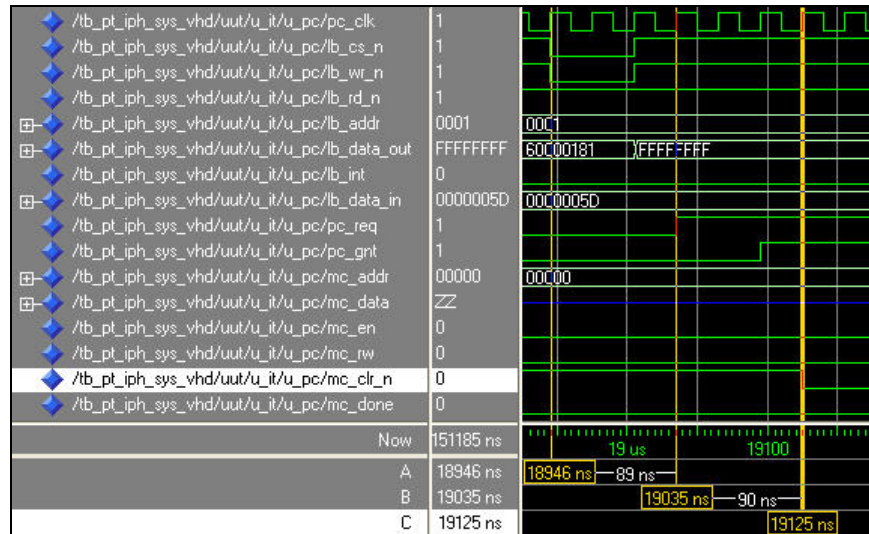 /tb_pt_iph_sys_vhd/uut/u_it/u_pc/pc_clk 1
/tb_pt_iph_sys_vhd/uut/u_it/u_pc/lb_cs_n 1
/tb_pt_iph_sys_vhd/uut/u_it/u_pc/lb_wr_n 1
/tb_pt_iph_sys_vhd/uut/u_it/u_pc/lb_rd_n 1
/tb_pt_iph_sys_vhd/uut/u_it/u_pc/lb_addr 0001 0001
/tb_pt_iph_sys_vhd/uut/u_it/u_pc/lb_data_out FFFFFFFF 60000181 FFFFFFFF
/tb_pt_iph_sys_vhd/uut/u_it/u_pc/lb_int 0
/tb_pt_iph_sys_vhd/uut/u_it/u_pc/lb_data_in 0000005D 0000005D
/tb_pt_iph_sys_vhd/uut/u_it/u_pc/pc_req 1
/tb_pt_iph_sys_vhd/uut/u_it/u_pc/pc_gnt 1
/tb_pt_iph_sys_vhd/uut/u_it/u_pc/mc_addr 00000 00000
/tb_pt_iph_sys_vhd/uut/u_it/u_pc/mc_data ZZ
/tb_pt_iph_sys_vhd/uut/u_it/u_pc/mc_en 0
/tb_pt_iph_sys_vhd/uut/u_it/u_pc/mc_rw 0
/tb_pt_iph_sys_vhd/uut/u_it/u_pc/mc_clr_n 0
/tb_pt_iph_sys_vhd/uut/u_it/u_pc/mc_done 0
Now 151185 ns 19 us 19100
A 18946 ns 18946 ns 89 ns
B 19035 ns 19035 ns 90 ns
C 19125 ns 19125 ns